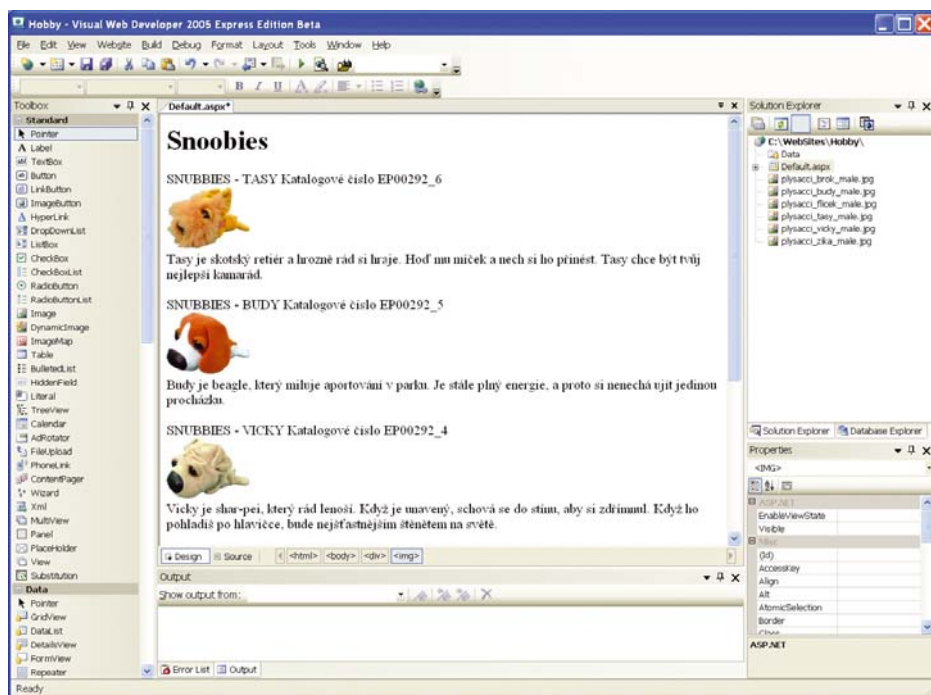 Hobby - Visual Web Developer 2005 Express Edition Beta
File Edit View Website Build Debug Format Layout Tools Window Help
B I U A
Toolbox
Standard
Pointer
Label
TextBox
Button
LinkButton
ImageButton
HyperLink
DropDownList
ListBox
CheckBox
CheckBoxList
RadioButton
RadioButtonList
Image
DynamicImage
ImageMap
Table
BulletedList
HiddenField
Literal
TreeView
Calendar
AdRotator
FileUpload
PhoneLink
ContentPager
Wizard
Xml
MultiView
Panel
PlaceHolder
View
Substitution
Data
Pointer
GridView
DataList
DetailsView
FormView
Repeater
Default.aspx*
Snoobies
SNUBBIES - TASY Katalogové číslo EP00292_6
Tasy je skotský retiér a hrozně rád si hraje. Hoď mu míček a nech si ho přinést. Tasy chce být tvůj
nejlepší kamarád.
SNUBBIES - BUDY Katalogové číslo EP00292_5
Budy je beagle, který miluje aportování v parku. Je stále plný energie, a proto si nenechá ujít jedinou
procházku.
SNUBBIES - VICKY Katalogové číslo EP00292_4
Vicky je shar-pei, který rád lenoší. Když je unavený, schová se do stínu, aby si zdřímnul. Když ho
pohladíš po hlavičce, bude nejšťastnějším štěnětem na světě.
Design Source <html> <body> <div> <img>
Output
Show output from:
Error List Output
Solution Explorer
C:\WebSites\Hobby\
Data
Default.aspx
plysacci_brok_male.jpg
plysacci_budy_male.jpg
plysacci_flicek_male.jpg
plysacci_tasy_male.jpg
plysacci_vicky_male.jpg
plysacci_zika_male.jpg
Solution Explorer Database Explorer
Properties
<IMG>
ASP.NET
EnableViewState
Visible
Misc
(Id)
AccessKey
Align
Alt
AtomicSelection
Border
Class
ASP.NET
Ready